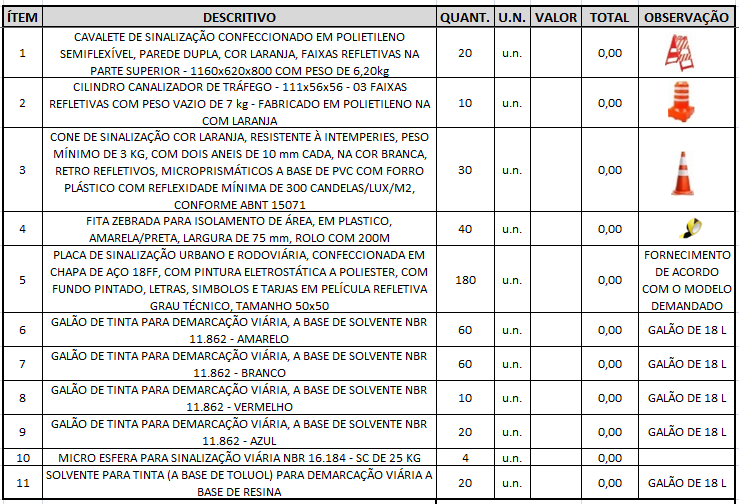 ÍTEM DESCRITIVO QUANT. U.N. VALOR TOTAL OBSERVAÇÃO
CAVALETE DE SINALIZAÇÃO CONFECCIONADO EM POLIETILENO
1 SEMIFLEXÍVEL, PAREDE DUPLA, COR LARANJA, FAIXAS REFLETIVAS NA 20 u.n. 0,00
PARTE SUPERIOR - 1160x620x800 COM PESO DE 6,20kg
CILINDRO CANALIZADOR DE TRÁFEGO - 111x56x56 - 03 FAIXAS
2 REFLETIVAS COM PESO VAZIO DE 7 kg - FABRICADO EM POLIETILENO NA 10 u.n. 0,00
COM LARANJA
CONE DE SINALIZAÇÃO COR LARANJA, RESISTENTE À INTEMPERIES, PESO
MÍNIMO DE 3 KG, COM DOIS ANEIS DE 10 mm CADA, NA COR BRANCA,
3 RETRO REFLETIVOS, MICROPRISMÁTICOS A BASE DE PVC COM FORRO 30 u.n. 0,00
PLÁSTICO COM REFLEXIDADE MÍNIMA DE 300 CANDELAS/LUX/M2,
CONFORME ABNT 15071
4 FITA ZEBRADA PARA ISOLAMENTO DE ÁREA, EM PLASTICO, 40 u.n. 0,00
AMARELA/PRETA, LARGURA DE 75 mm, ROLO COM 200M
PLACA DE SINALIZAÇÃO URBANO E RODOVIÁRIA, CONFECCIONADA EM FORNECIMENTO
5 CHAPA DE AÇO 18FF, COM PINTURA ELETROSTÁTICA A POLIESTER, COM 180 u.n. 0,00 DE ACORDO
FUNDO PINTADO, LETRAS, SIMBOLOS E TARJAS EM PELÍCULA REFLETIVA COM O MODELO
GRAU TÉCNICO, TAMANHO 50x50 DEMANDADO
6 GALÃO DE TINTA PARA DEMARCAÇÃO VIÁRIA, A BASE DE SOLVENTE NBR 60 u.n. 0,00 GALÃO DE 18 L
11.862 - AMARELO
7 GALÃO DE TINTA PARA DEMARCAÇÃO VIÁRIA, A BASE DE SOLVENTE NBR 60 u.n. 0,00 GALÃO DE 18 L
11.862 - BRANCO
8 GALÃO DE TINTA PARA DEMARCAÇÃO VIÁRIA, A BASE DE SOLVENTE NBR 10 u.n. 0,00 GALÃO DE 18 L
11.862 - VERMELHO
9 GALÃO DE TINTA PARA DEMARCAÇÃO VIÁRIA, A BASE DE SOLVENTE NBR 20 u.n. 0,00 GALÃO DE 18 L
11.862 - AZUL
10 MICRO ESFERA PARA SINALIZAÇÃO VIÁRIA NBR 16.184 - SC DE 25 KG 4 u.n. 0,00
11 SOLVENTE PARA TINTA (A BASE DE TOLUOL) PARA DEMARCAÇÃO VIÁRIA A 20 u.n. 0,00 GALÃO DE 18 L
BASE DE RESINA